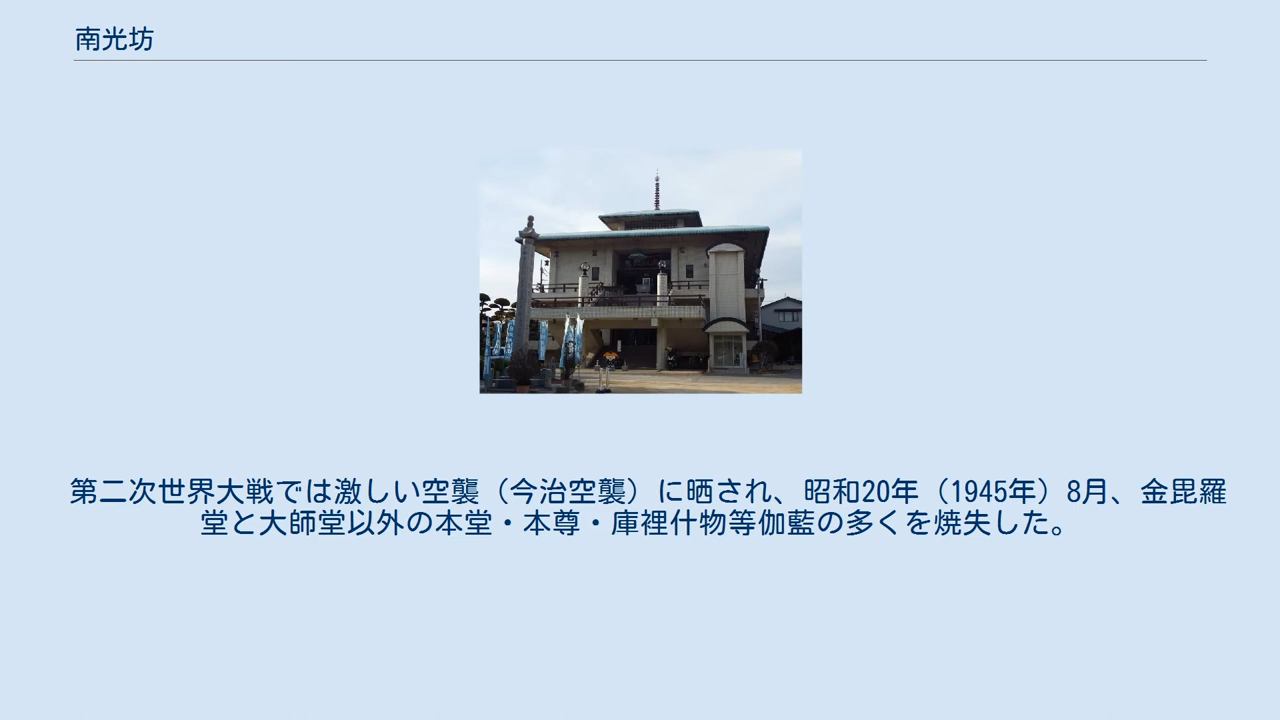 南光坊
第二次世界大戦では激しい空襲（今治空襲）に晒され、昭和20年（1945年）8月、金毘羅
堂と大師堂以外の本堂・本尊・庫裡什物等伽藍の多くを焼失した。